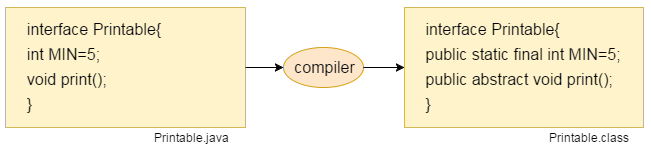 interface Printable{
int MIN=5;
void print();
}
Printable.java
compiler
interface Printable{
public static final int MIN=5;
public abstract void print();
}
Printable.class